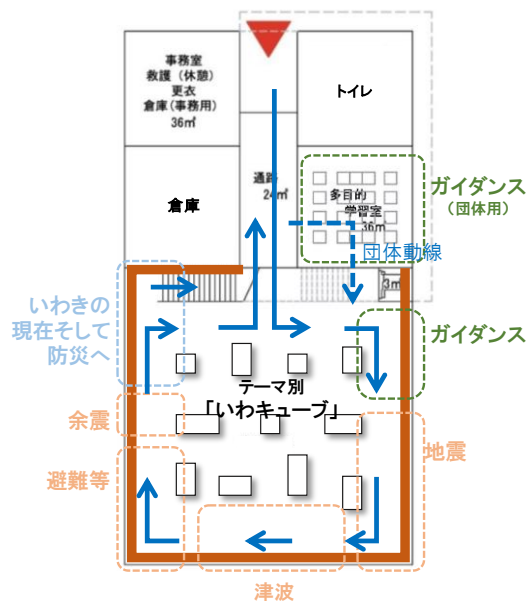 事務室
救護（休憩）
更衣
倉庫（事務用）
36㎡
トイレ
倉庫
通路
24㎡
多目的
学習室
36㎡
ガイダンス
（団体用）
団体動線
3㎡
いわきの
現在そして
防災へ
ガイダンス
テーマ別
「いわキューブ」
余震
地震
避難等
津波